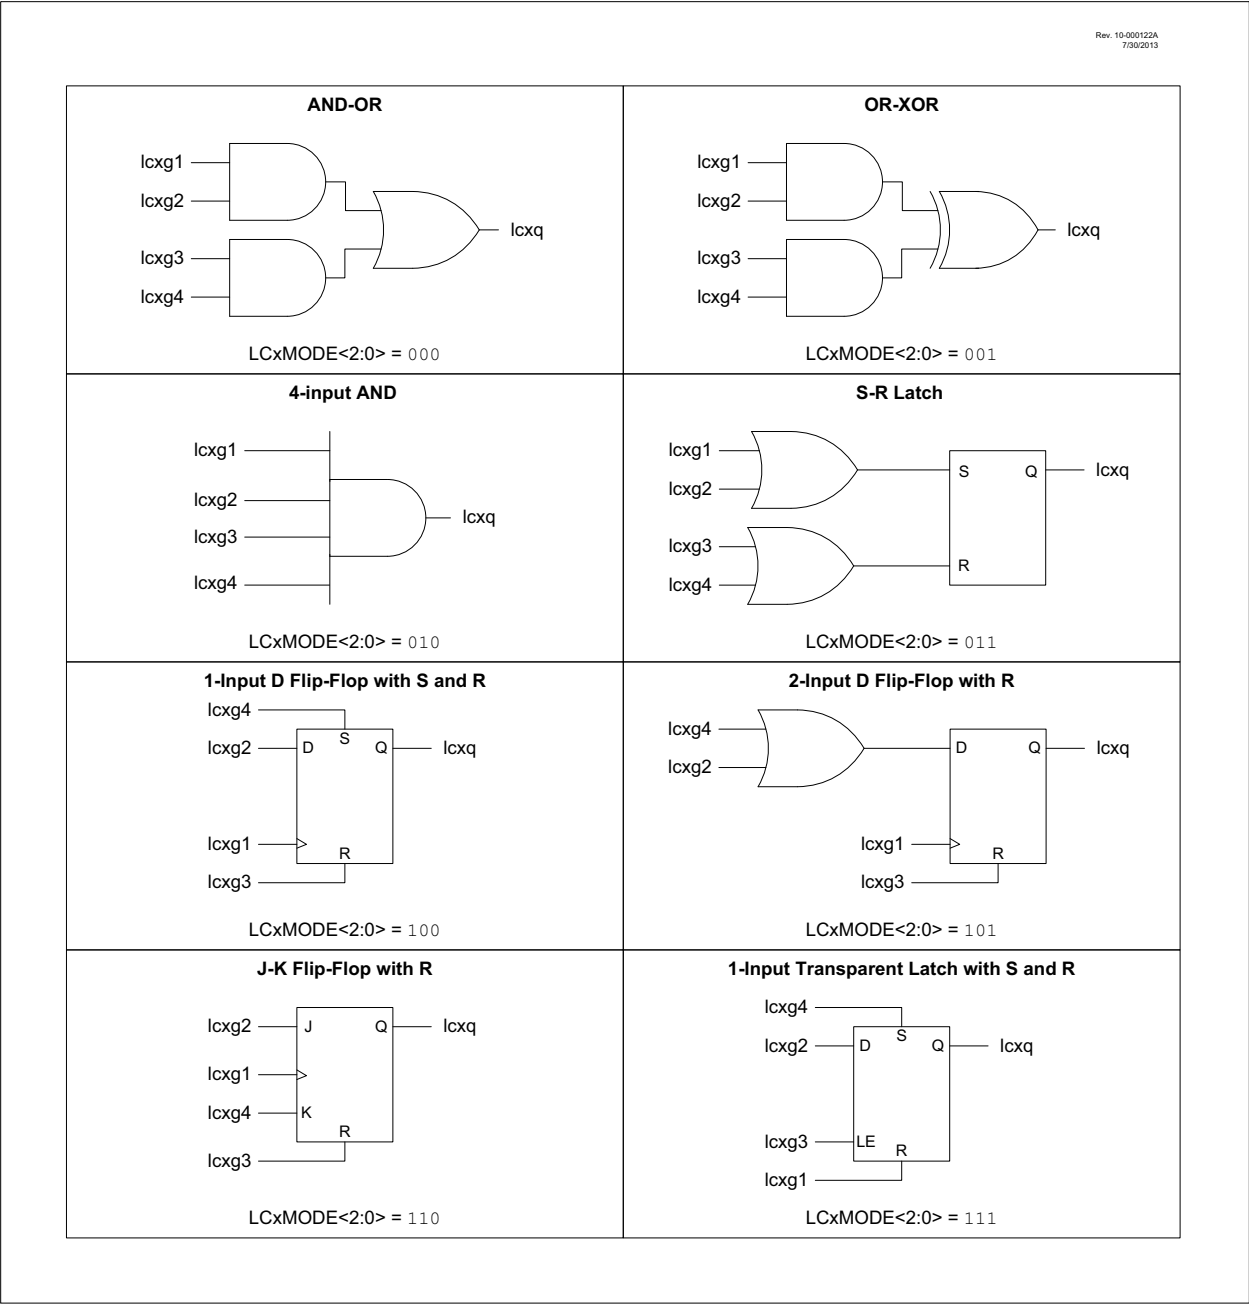 Rev. 10-000122A
7/30/2013
AND-OR
lcxg1
lcxg2
lcxg3
lcxg4
lcxq
LCxMODE<2:0> = 000
OR-XOR
lcxg1
lcxg2
lcxg3
lcxg4
lcxq
LCxMODE<2:0> = 001
4-input AND
lcxg1
lcxg2
lcxg3
lcxg4
lcxq
LCxMODE<2:0> = 010
S-R Latch
lcxg1
lcxg2
lcxg3
lcxg4
S Q lcxq
R
LCxMODE<2:0> = 011
1-Input D Flip-Flop with S and R
lcxg4
S
lcxg2 D Q lcxq
lcxg1
R
lcxg3
LCxMODE<2:0> = 100
2-Input D Flip-Flop with R
lcxg4
lcxg2
D Q lcxq
lcxg1
R
lcxg3
LCxMODE<2:0> = 101
J-K Flip-Flop with R
lcxg2 J Q lcxq
lcxg1
lcxg4 K
R
lcxg3
LCxMODE<2:0> = 110
1-Input Transparent Latch with S and R
lcxg4
S
lcxg2 D Q lcxq
lcxg3 LE
R
lcxg1
LCxMODE<2:0> = 111